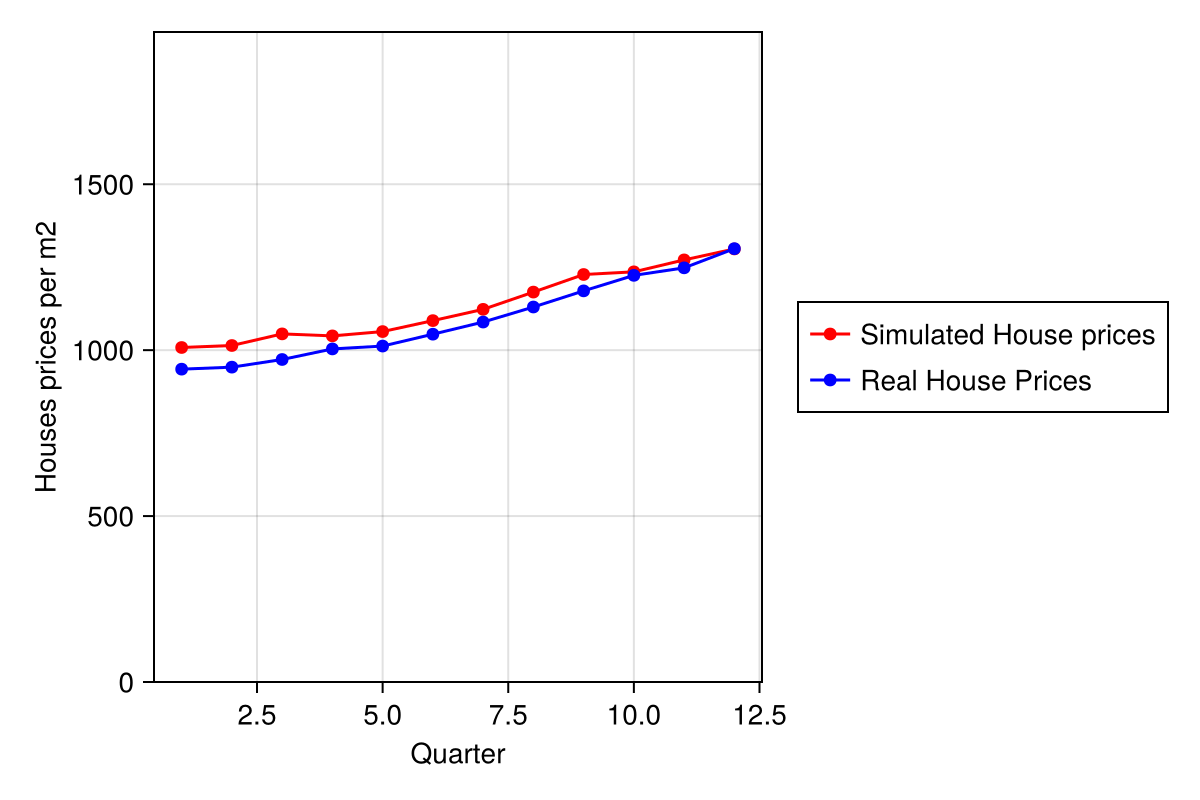 Houses prices per m2
1500
1000
500
0
2.5 5.0 7.5 10.0 12.5
Quarter
Simulated House prices
Real House Prices